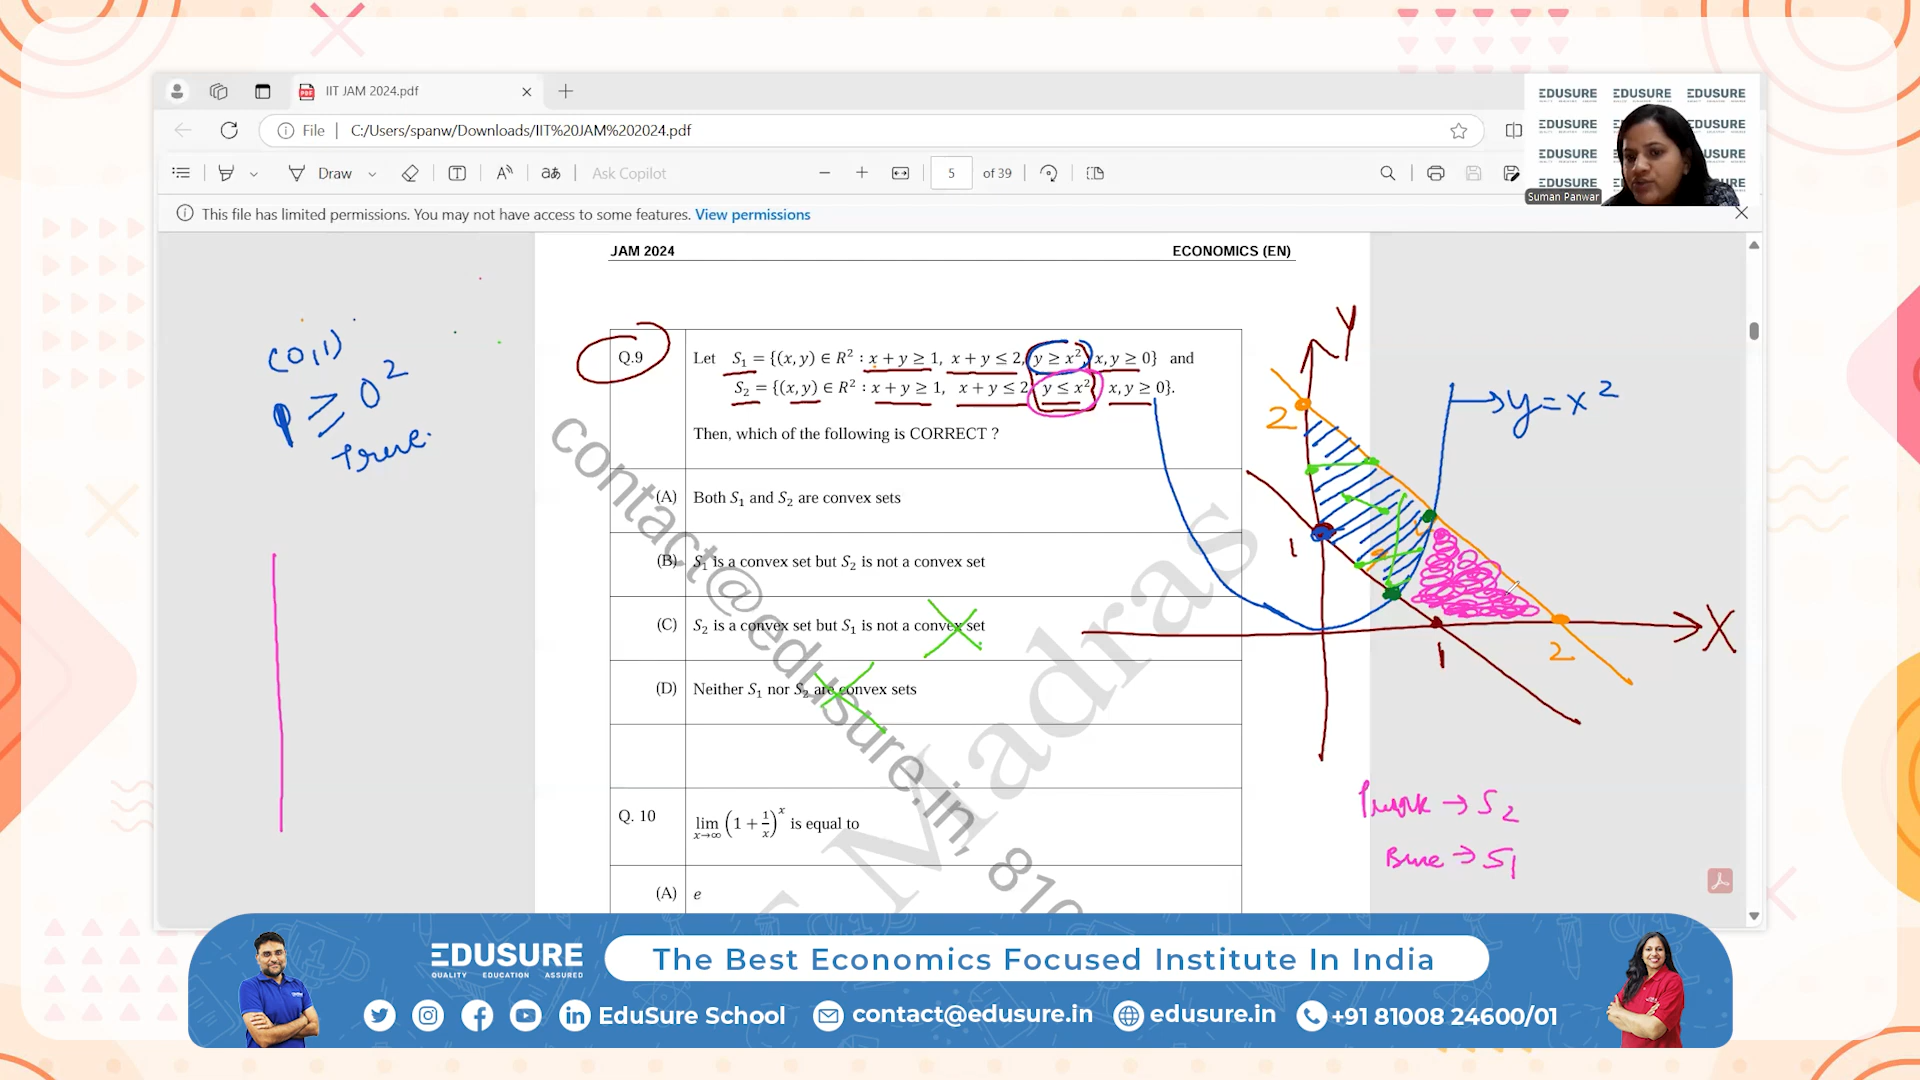 IIT JAM 2024.pdf
File | C:/Users/spanw/Downloads/IIT%20JAM%202024.pdf
Draw
Ask Copilot
5 of 39
This file has limited permissions. You may not have access to some features. View permissions
EDUSURE EDUSURE EDUSURE
Suman Panwar
JAM 2024 ECONOMICS (EN)
Q.9 Let S₁ = {(x, y) ∈ R² : x + y ≥ 1, x + y ≤ 2, y ≥ x², x, y ≥ 0} and
S₂ = {(x, y) ∈ R² : x + y ≥ 1, x + y ≤ 2, y ≤ x², x, y ≥ 0}.
Then, which of the following is CORRECT ?
(A) Both S₁ and S₂ are convex sets
(B) S₁ is a convex set but S₂ is not a convex set
(C) S₂ is a convex set but S₁ is not a convex set
(D) Neither S₁ nor S₂ are convex sets
Q. 10 lim x→∞ (1 + 1/x)^x is equal to
(A) e
(0,1)
1 ≥ 0²
True.
Y
2
y=x²
1
1
2
X
Pink → S₂
Blue → S₁
contact@edusure.in, 810
Madras
EDUSURE
QUALITY EDUCATION ASSURED
The Best Economics Focused Institute In India
EduSure School
contact@edusure.in
edusure.in
+91 81008 24600/01